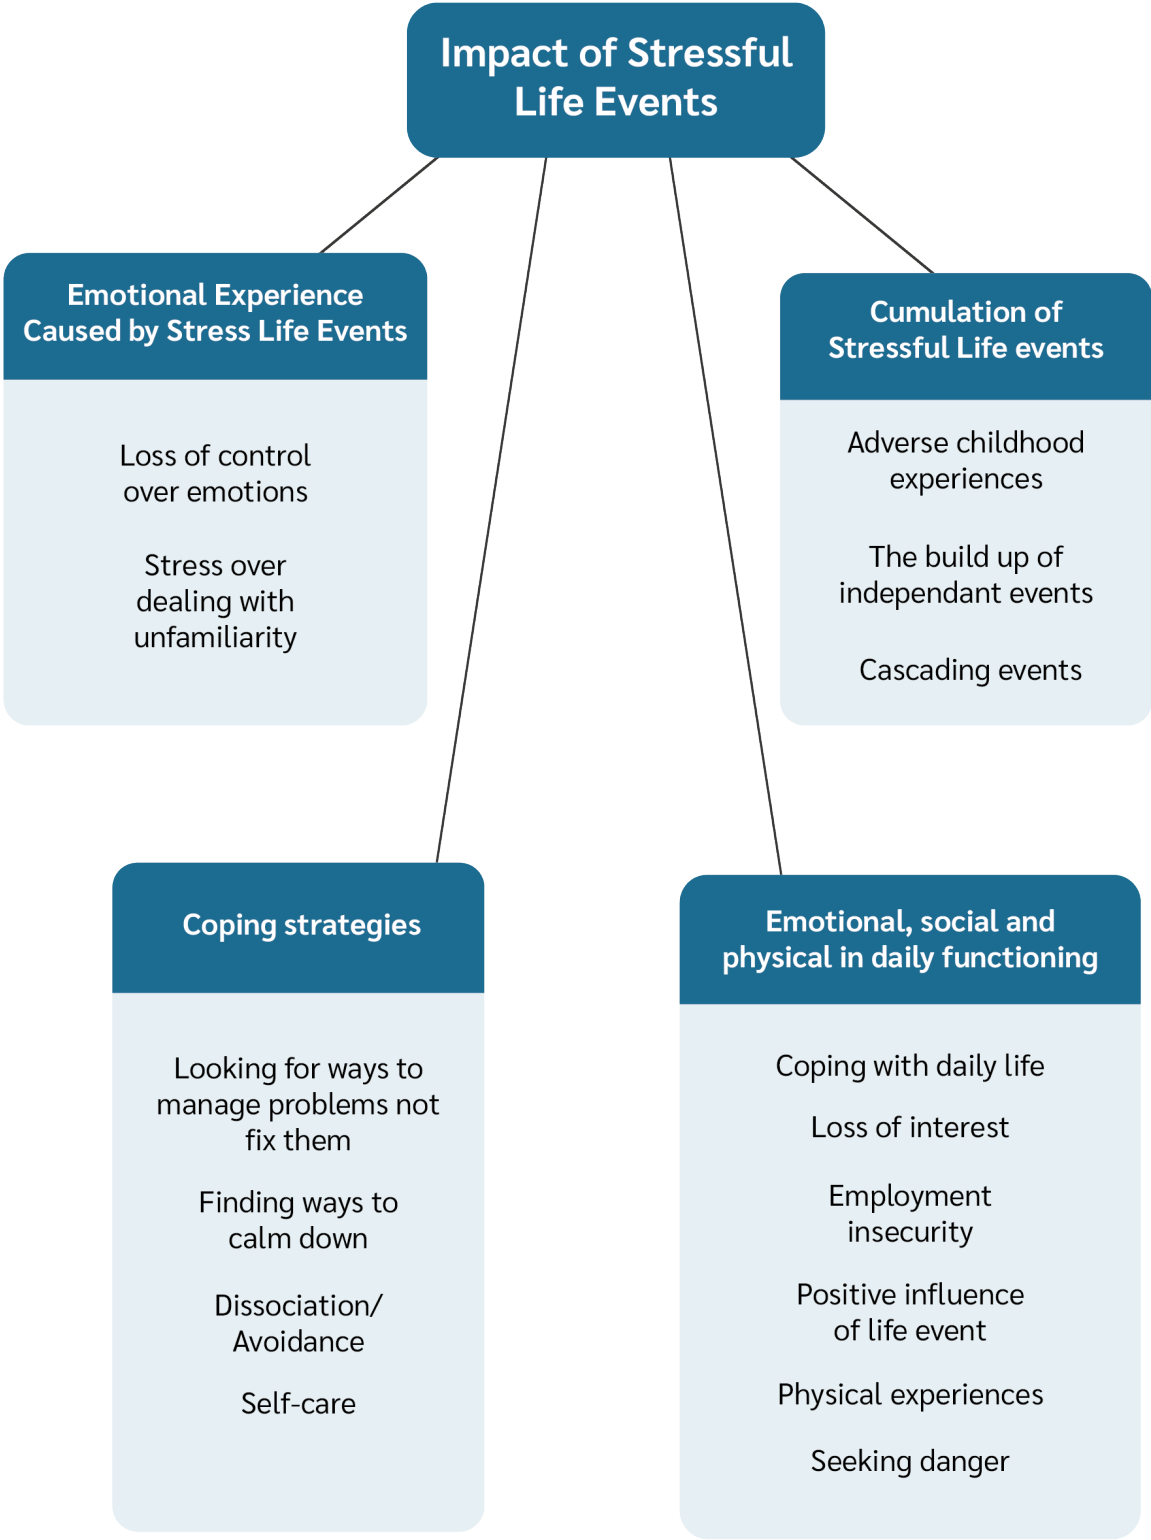 Impact of Stressful
Life Events
Emotional Experience
Caused by Stress Life Events
Loss of control
over emotions
Stress over
dealing with
unfamiliarity
Cumulation of
Stressful Life events
Adverse childhood
experiences
The build up of
independant events
Cascading events
Coping strategies
Looking for ways to
manage problems not
fix them
Finding ways to
calm down
Dissociation/
Avoidance
Self-care
Emotional, social and
physical in daily functioning
Coping with daily life
Loss of interest
Employment
insecurity
Positive influence
of life event
Physical experiences
Seeking danger